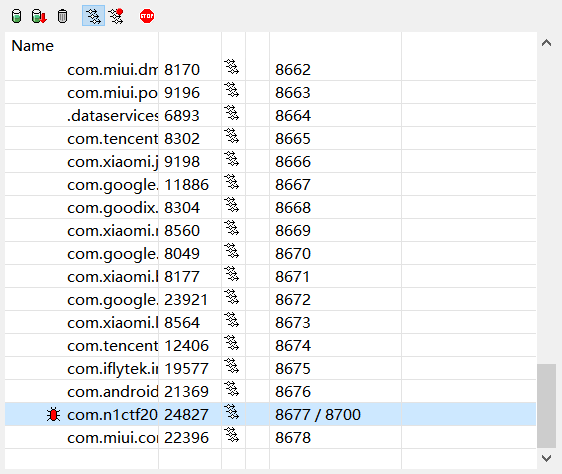 STOP
Name
com.miui.dm 8170 8662
com.miui.po 9196 8663
.dataservices 6893 8664
com.tencent 8302 8665
com.xiaomi.j 9198 8666
com.google. 11886 8667
com.goodix. 8304 8668
com.xiaomi.r 8560 8669
com.google. 8049 8670
com.xiaomi.l 8177 8671
com.google. 23921 8672
com.xiaomi.l 8564 8673
com.tencent 12406 8674
com.iflytek.ir 19577 8675
com.android 21369 8676
com.n1ctf20 24827 8677 / 8700
com.miui.cor 22396 8678